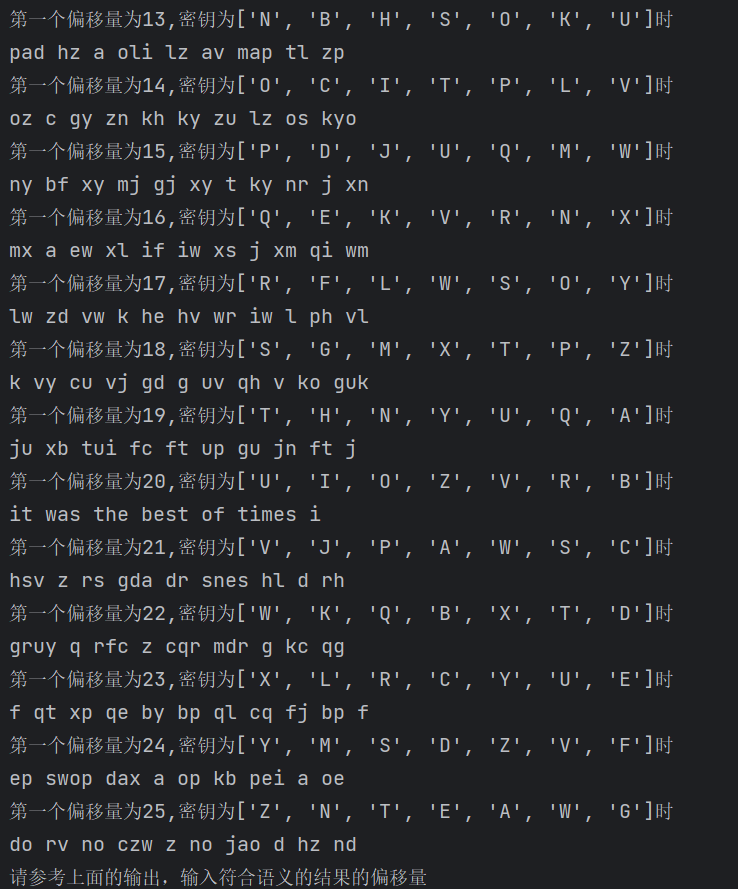 第一个偏移量为13,密钥为['N', 'B', 'H', 'S', 'O', 'K', 'U']时
pad hz a oli lz av map tl zp
第一个偏移量为14,密钥为['O', 'C', 'I', 'T', 'P', 'L', 'V']时
oz c gy zn kh ky zu lz os kyo
第一个偏移量为15,密钥为['P', 'D', 'J', 'U', 'Q', 'M', 'W']时
ny bf xy mj gj xy t ky nr j xn
第一个偏移量为16,密钥为['Q', 'E', 'K', 'V', 'R', 'N', 'X']时
mx a ew xl if iw xs j xm qi wm
第一个偏移量为17,密钥为['R', 'F', 'L', 'W', 'S', 'O', 'Y']时
lw zd vw k he hv wr iw l ph vl
第一个偏移量为18,密钥为['S', 'G', 'M', 'X', 'T', 'P', 'Z']时
k vy cu vj gd g uv qh v ko guk
第一个偏移量为19,密钥为['T', 'H', 'N', 'Y', 'U', 'Q', 'A']时
ju xb tui fc ft up gu jn ft j
第一个偏移量为20,密钥为['U', 'I', 'O', 'Z', 'V', 'R', 'B']时
it was the best of times i
第一个偏移量为21,密钥为['V', 'J', 'P', 'A', 'W', 'S', 'C']时
hsv z rs gda dr snes hl d rh
第一个偏移量为22,密钥为['W', 'K', 'Q', 'B', 'X', 'T', 'D']时
gruy q rfc z cqr mdr g kc qg
第一个偏移量为23,密钥为['X', 'L', 'R', 'C', 'Y', 'U', 'E']时
f qt xp qe by bp ql cq fj bp f
第一个偏移量为24,密钥为['Y', 'M', 'S', 'D', 'Z', 'V', 'F']时
ep swop dax a op kb pei a oe
第一个偏移量为25,密钥为['Z', 'N', 'T', 'E', 'A', 'W', 'G']时
do rv no czw z no jao d hz nd
请参考上面的输出，输入符合语义的结果的偏移量